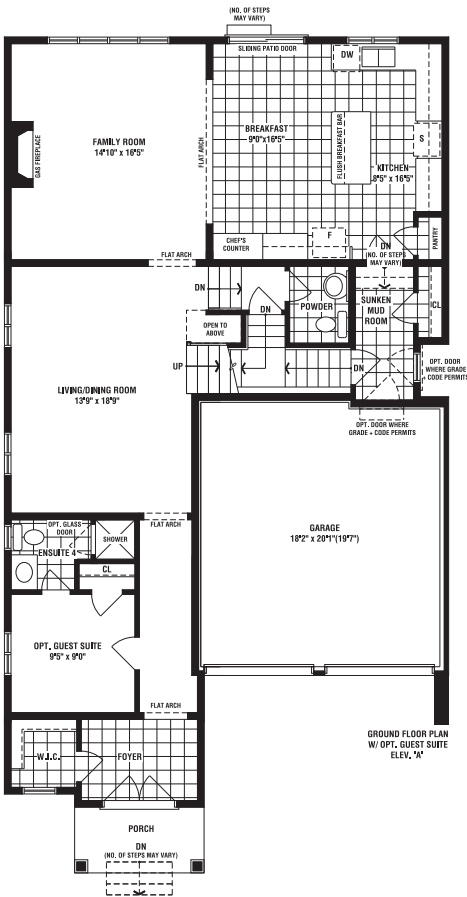 (NO. OF STEPS
MAY VARY)
SLIDING PATIO DOOR
DW
FAMILY ROOM
14'10" x 16'5"
GAS FIREPLACE
FLAT ARCH
BREAKFAST
9'0"x16'5"
FLUSH BREAKFAST BAR
S
KITCHEN
8'5" x 16'5"
CHEF'S
COUNTER
F
DN
(NO. OF STEPS
MAY VARY)
PANTRY
FLAT ARCH
DN
DN
POWDER
SUNKEN
MUD
ROOM
CL
OPEN TO
ABOVE
UP
DN
OPT. DOOR
WHERE GRADE
+ CODE PERMITS
LIVING/DINING ROOM
13'9" x 18'9"
OPT. DOOR WHERE
GRADE + CODE PERMITS
FLAT ARCH
OPT. GLASS
DOOR
SHOWER
ENSUITE 4
CL
GARAGE
18'2" x 20'1"(19'7")
OPT. GUEST SUITE
9'5" x 9'0"
FLAT ARCH
W.I.C.
FOYER
GROUND FLOOR PLAN
W/ OPT. GUEST SUITE
ELEV. 'A'
PORCH
DN
(NO. OF STEPS MAY VARY)